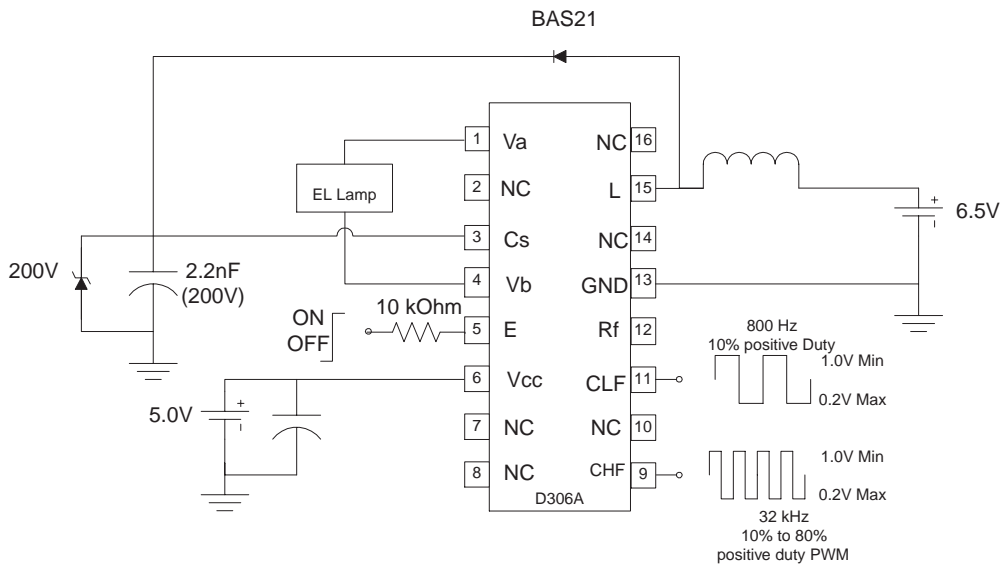 BAS21
1 Va
NC 16
EL Lamp
2 NC
L 15
+
-
6.5V
3 Cs
NC 14
200V
2.2nF
(200V)
4 Vb
GND 13
10 kOhm
ON
OFF
5 E
Rf 12
800 Hz
10% positive Duty
1.0V Min
0.2V Max
6 Vcc
CLF 11
5.0V
+
-
7 NC
NC 10
8 NC
CHF 9
1.0V Min
0.2V Max
D306A
32 kHz
10% to 80%
positive duty PWM